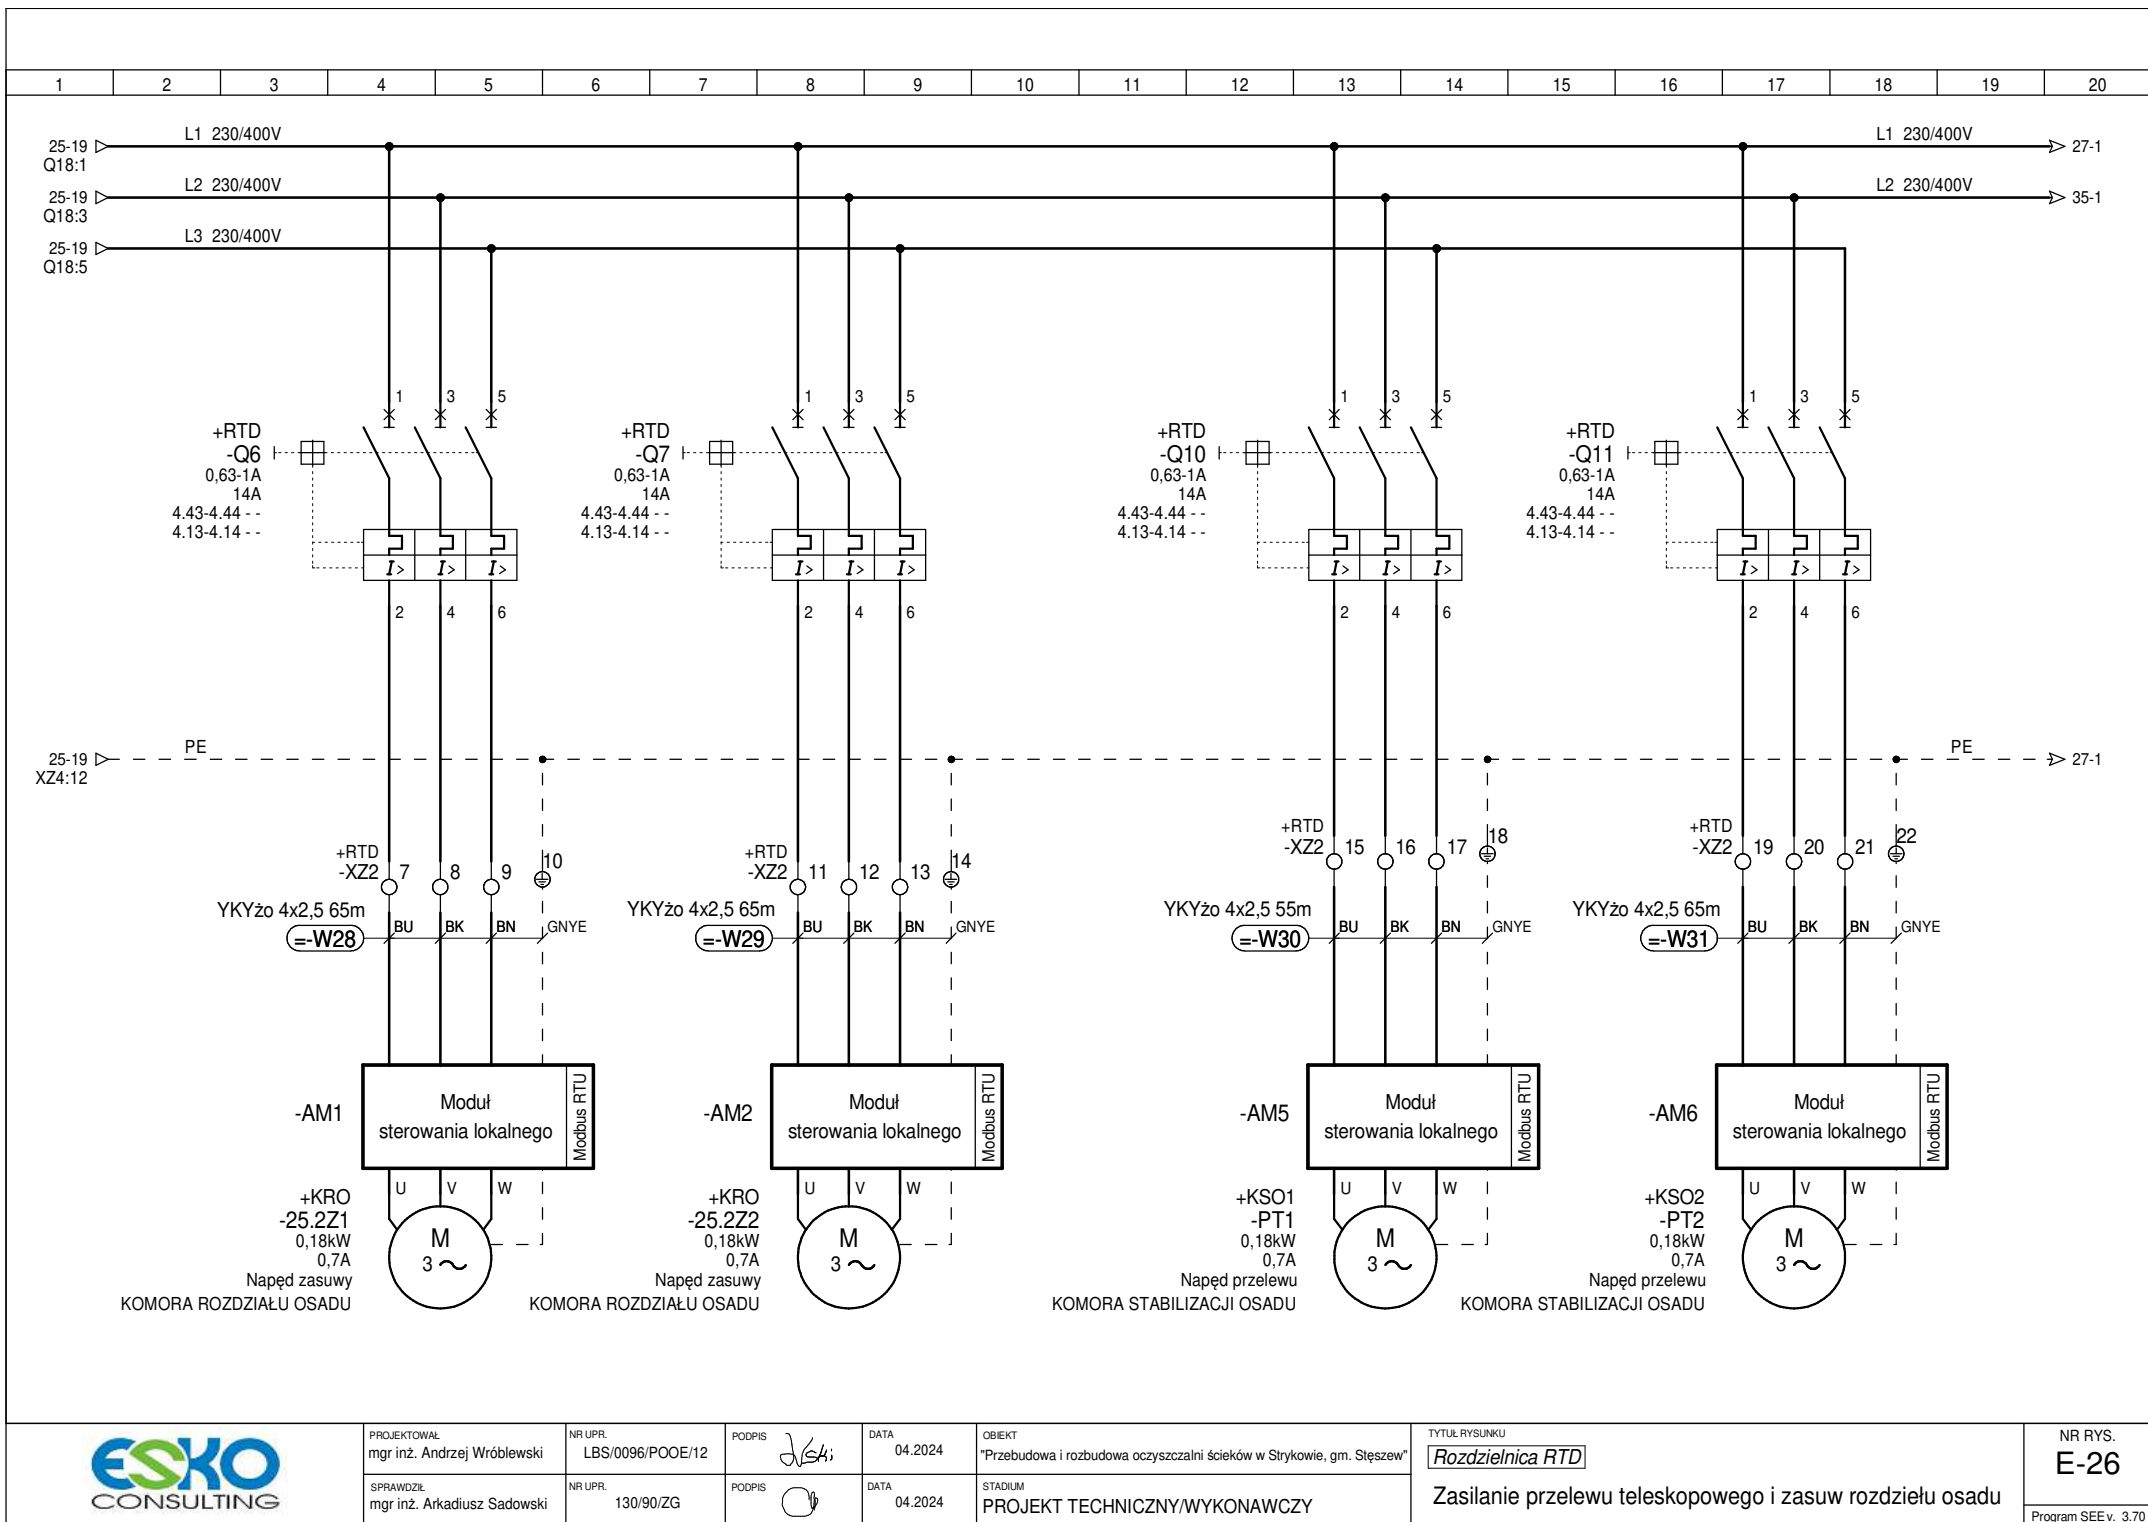 1 2 3 4 5 6 7 8 9 10 11 12 13 14 15 16 17 18 19 20
L1 230/400V L1 230/400V
25-19 27-1
Q18:1
L2 230/400V L2 230/400V
25-19 35-1
Q18:3
L3 230/400V
25-19
Q18:5
1 3 5 1 3 5 1 3 5 1 3 5
+RTD +RTD +RTD +RTD
-Q6 -Q7 -Q10 -Q11
0,63-1A 0,63-1A 0,63-1A 0,63-1A
14A 14A 14A 14A
4.43-4.44 - - 4.43-4.44 - - 4.43-4.44 - - 4.43-4.44 - -
4.13-4.14 - - 4.13-4.14 - - 4.13-4.14 - - 4.13-4.14 - -
I> I> I> I> I> I> I> I> I> I> I> I>
2 4 6 2 4 6 2 4 6 2 4 6
PE PE
25-19 27-1
XZ4:12
+RTD 18 +RTD 22
-XZ2 15 16 17 -XZ2 19 20 21
+RTD 10 +RTD 14
-XZ2 7 8 9 -XZ2 11 12 13
YKYżo 4x2,5 65m YKYżo 4x2,5 65m YKYżo 4x2,5 55m YKYżo 4x2,5 65m
=-W28 BU BK BN GNYE =-W29 BU BK BN GNYE =-W30 BU BK BN GNYE =-W31 BU BK BN GNYE
-AM1 Moduł sterowania lokalnego Modbus RTU
-AM2 Moduł sterowania lokalnego Modbus RTU
-AM5 Moduł sterowania lokalnego Modbus RTU
-AM6 Moduł sterowania lokalnego Modbus RTU
U V W U V W U V W U V W
+KRO +KRO +KSO1 +KSO2
-25.2Z1 -25.2Z2 -PT1 -PT2
0,18kW M 0,18kW M 0,18kW M 0,18kW M
0,7A 3 0,7A 3 0,7A 3 0,7A 3
Napęd zasuwy Napęd zasuwy Napęd przelewu Napęd przelewu
KOMORA ROZDZIAŁU OSADU KOMORA ROZDZIAŁU OSADU KOMORA STABILIZACJI OSADU KOMORA STABILIZACJI OSADU
ESKO
CONSULTING
PROJEKTOWAŁ
mgr inż. Andrzej Wróblewski
NR UPR.
LBS/0096/POOE/12
PODPIS
DATA
04.2024
OBIEKT
"Przebudowa i rozbudowa oczyszczalni ścieków w Strykowie, gm. Stęszew"
SPRAWDZIŁ
mgr inż. Arkadiusz Sadowski
NR UPR.
130/90/ZG
PODPIS
DATA
04.2024
STADIUM
PROJEKT TECHNICZNY/WYKONAWCZY
TYTUŁ RYSUNKU
Rozdzielnica RTD
Zasilanie przelewu teleskopowego i zasuw rozdziełu osadu
NR RYS.
E-26
Program SEE v. 3.70